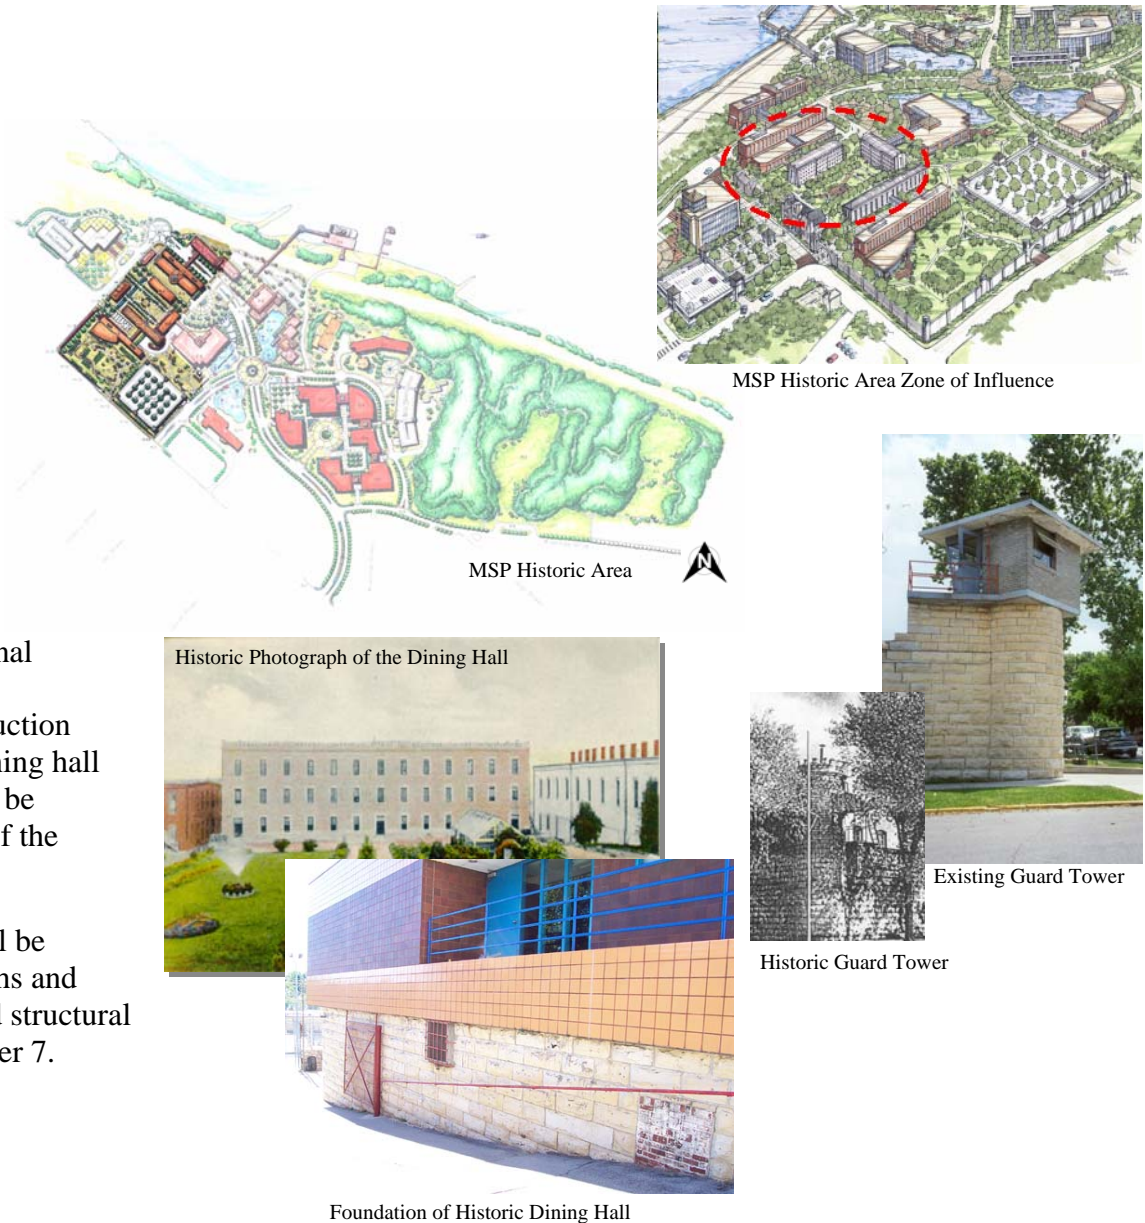 MSP Historic Area Zone of Influence
MSP Historic Area
N
nal
Historic Photograph of the Dining Hall
uction
ning hall
be
f the
Existing Guard Tower
l be
Historic Guard Tower
ns and
l structural
er 7.
Foundation of Historic Dining Hall